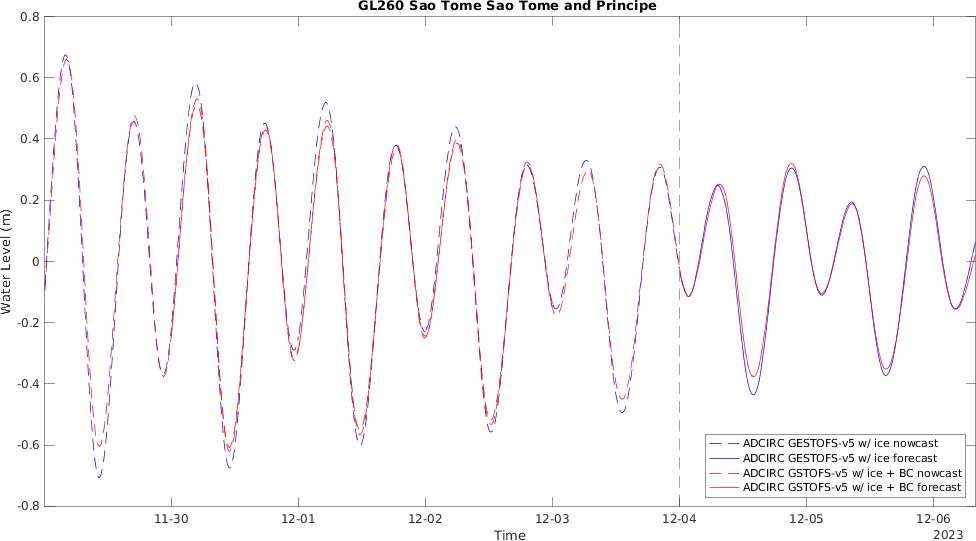 GL260 Sao Tome Sao Tome and Principe
0.8
0.6
0.4
0.2
0
-0.2
-0.4
-0.6
-0.8
Water Level (m)
11-30
12-01
12-02
12-03
12-04
12-05
12-06
Time
2023
ADCIRC GESTOFS-v5 w/ ice nowcast
ADCIRC GESTOFS-v5 w/ ice forecast
ADCIRC GSTOFS-v5 w/ ice + BC nowcast
ADCIRC GSTOFS-v5 w/ ice + BC forecast